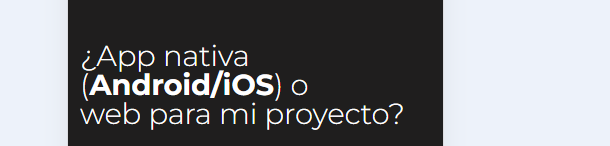 ¿App nativa
(Android/iOS) o
web para mi proyecto?